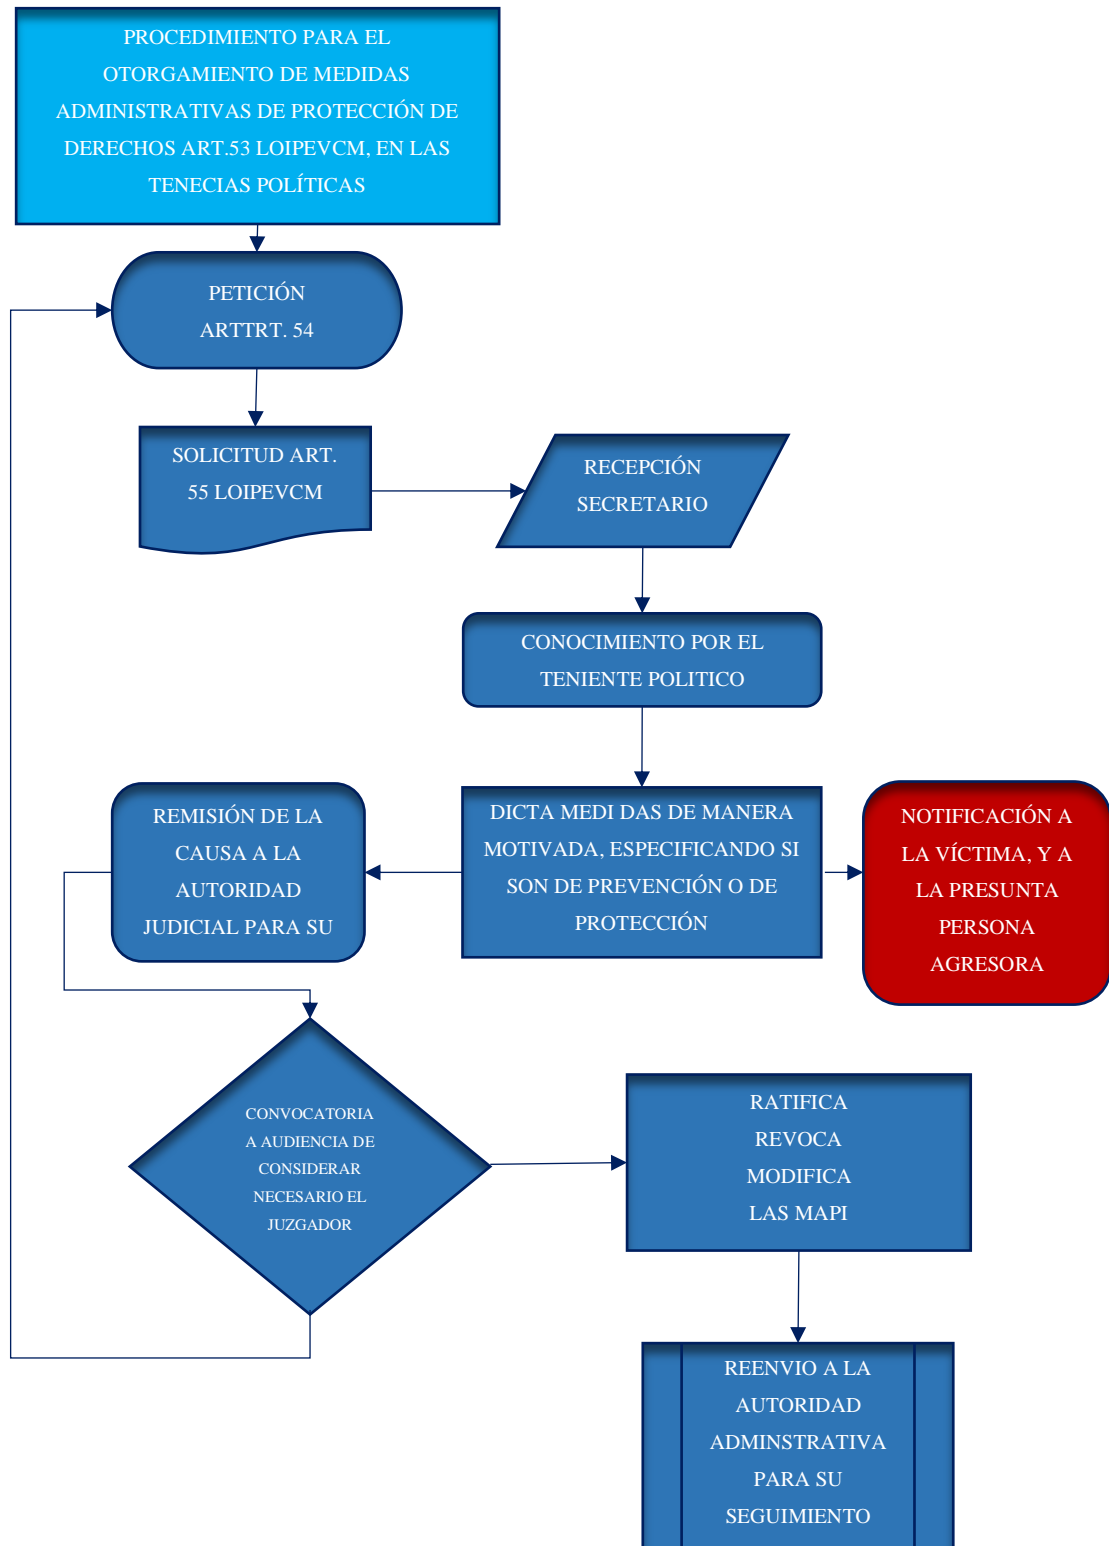 PROCEDIMIENTO PARA EL
OTORGAMIENTO DE MEDIDAS
ADMINISTRATIVAS DE PROTECCIÓN DE
DERECHOS ART.53 LOIPEVCM, EN LAS
TENECIAS POLÍTICAS
PETICIÓN
ARTTRT. 54
SOLICITUD ART.
55 LOIPEVCM
RECEPCIÓN
SECRETARIO
CONOCIMIENTO POR EL
TENIENTE POLITICO
DICTA MEDI DAS DE MANERA
MOTIVADA, ESPECIFICANDO SI
SON DE PREVENCIÓN O DE
PROTECCIÓN
REMISIÓN DE LA
CAUSA A LA
AUTORIDAD
JUDICIAL PARA SU
NOTIFICACIÓN A
LA VÍCTIMA, Y A
LA PRESUNTA
PERSONA
AGRESORA
CONVOCATORIA
A AUDIENCIA DE
CONSIDERAR
NECESARIO EL
JUZGADOR
RATIFICA
REVOCA
MODIFICA
LAS MAPI
REENVIO A LA
AUTORIDAD
ADMINSTRATIVA
PARA SU
SEGUIMIENTO